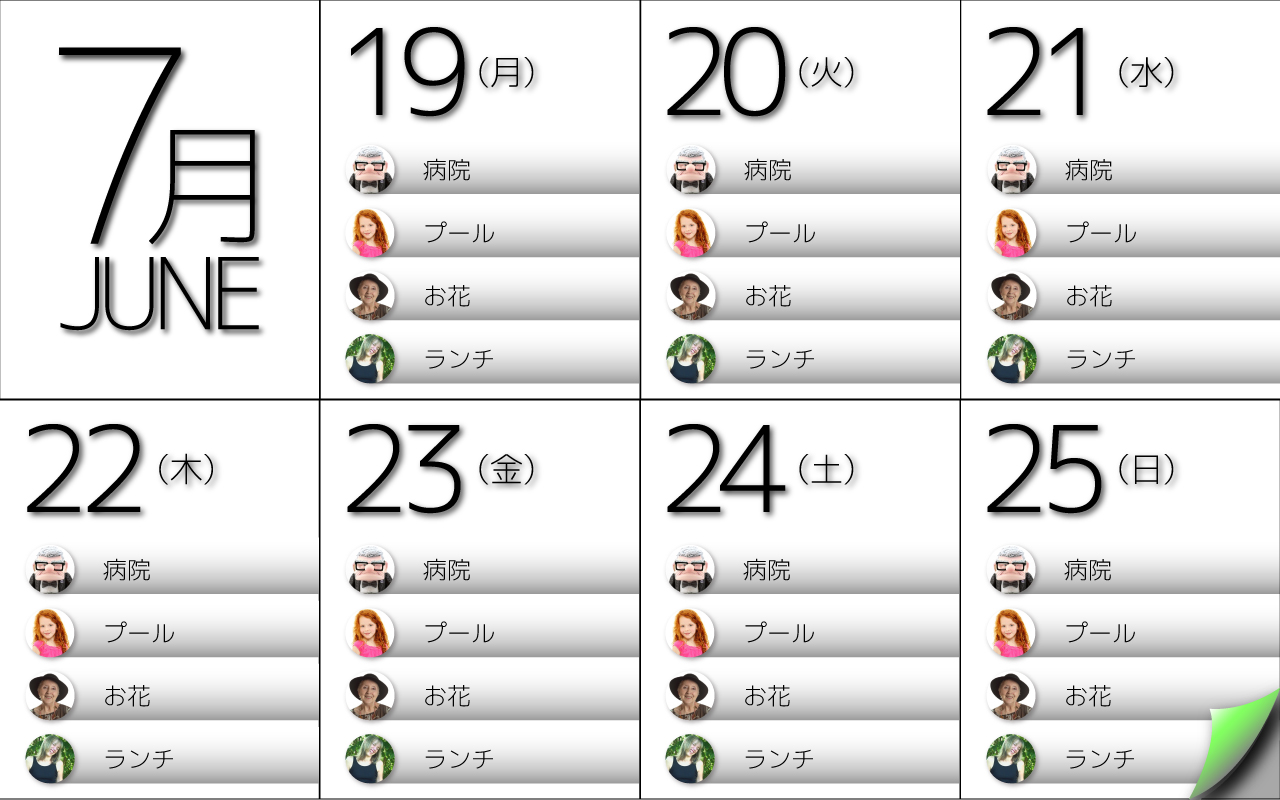 7月
JUNE
19（月）
病院
プール
お花
ランチ
20（火）
病院
プール
お花
ランチ
21（水）
病院
プール
お花
ランチ
22（木）
病院
プール
お花
ランチ
23（金）
病院
プール
お花
ランチ
24（土）
病院
プール
お花
ランチ
25（日）
病院
プール
お花
ランチ